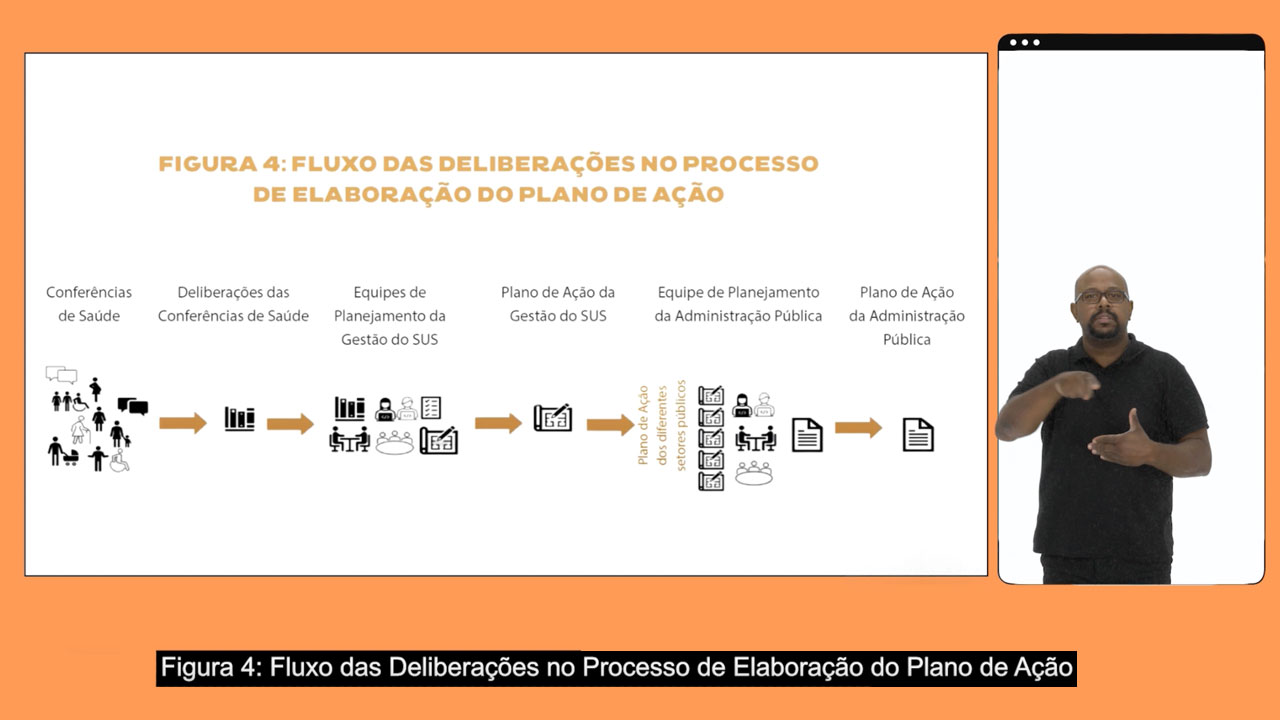 FIGURA 4: FLUXO DAS DELIBERAÇÕES NO PROCESSO
DE ELABORAÇÃO DO PLANO DE AÇÃO
Conferências
de Saúde
Deliberações das
Conferências de Saúde
Equipes de
Planejamento da
Gestão do SUS
Plano de Ação da
Gestão do SUS
Equipe de Planejamento
da Administração Pública
Plano de Ação
da Administração
Pública
Plano de Ação
dos diferentes
setores públicos
Figura 4: Fluxo das Deliberações no Processo de Elaboração do Plano de Ação